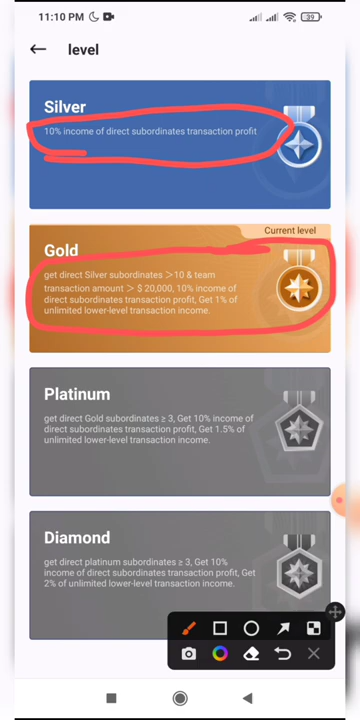 11:10 PM
39
level
Silver
10% income of direct subordinates transaction profit
Current level
Gold
get direct Silver subordinates ＞10 & team
transaction amount ＞ $ 20,000, 10% income of
direct subordinates transaction profit, Get 1% of
unlimited lower-level transaction income.
Platinum
get direct Gold subordinates ≥ 3, Get 10% income
of direct subordinates transaction profit, Get 1.5% of
unlimited lower-level transaction income.
Diamond
get direct platinum subordinates ≥ 3, Get 10%
income of direct subordinates transaction profit, Get
2% of unlimited lower-level transaction income.